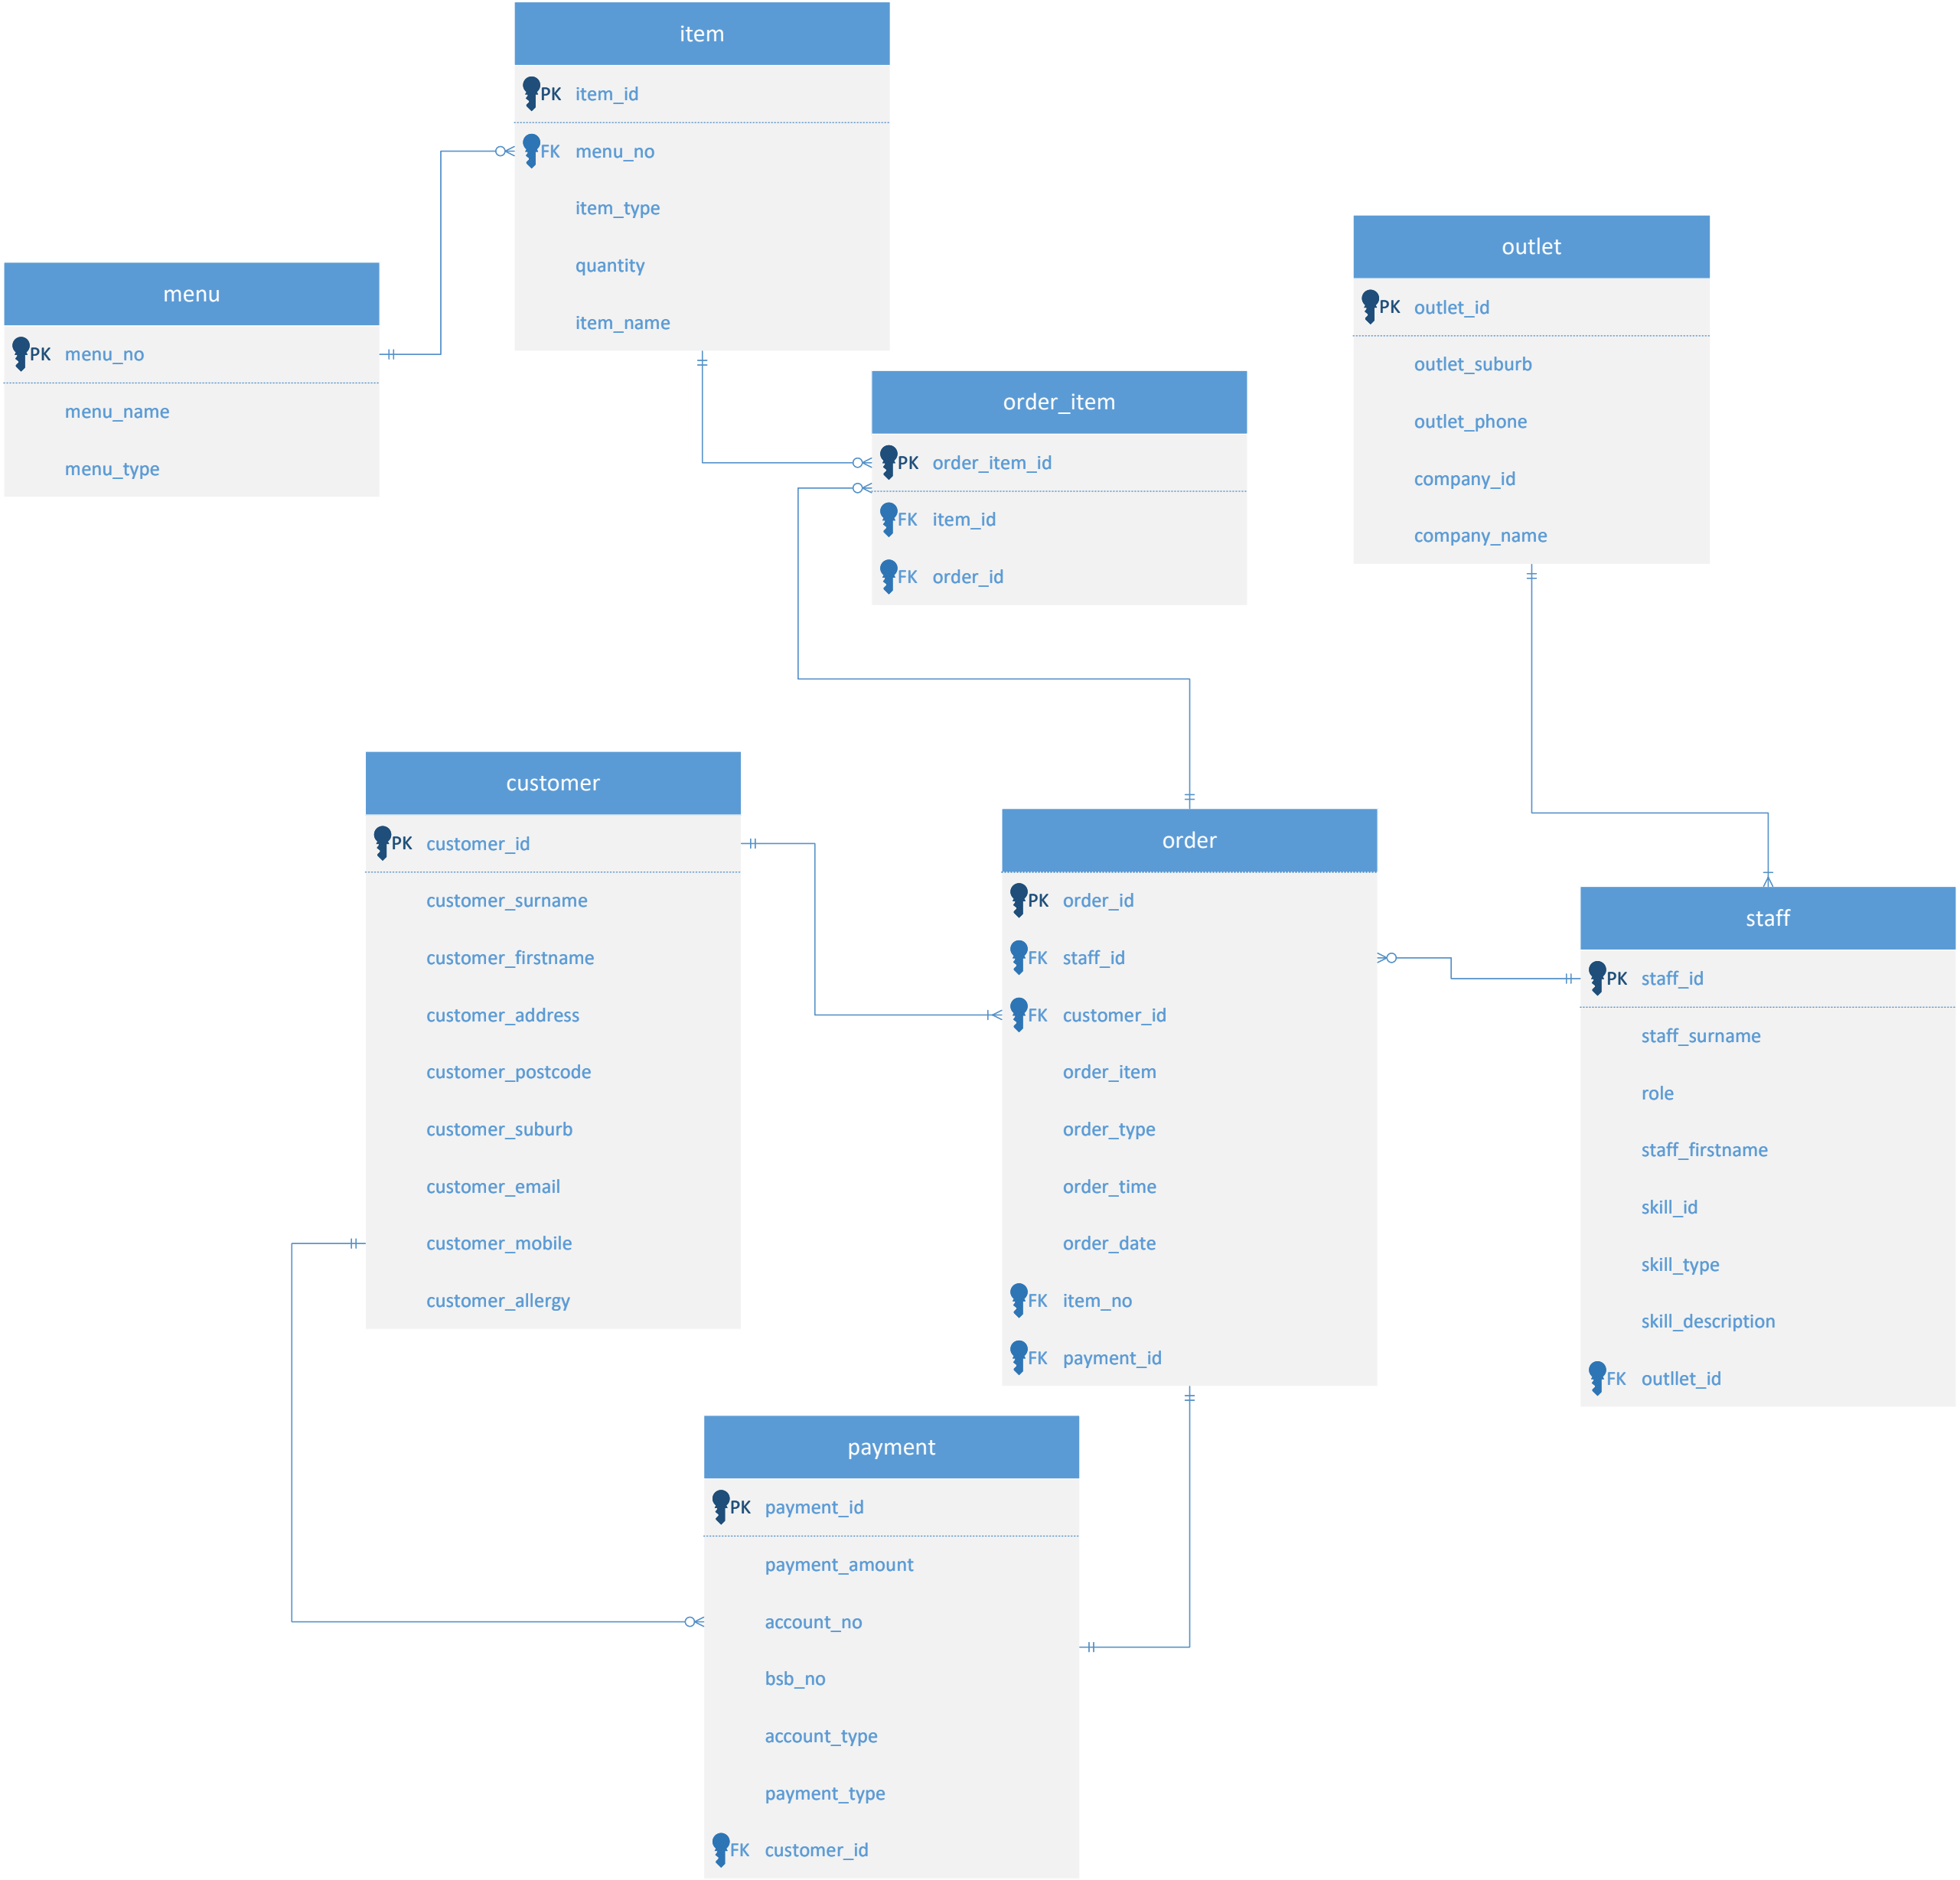 item
PK item_id
FK menu_no
item_type
quantity
item_name
menu
PK menu_no
menu_name
menu_type
outlet
PK outlet_id
outlet_suburb
outlet_phone
company_id
company_name
order_item
PK order_item_id
FK item_id
FK order_id
customer
PK customer_id
customer_surname
customer_firstname
customer_address
customer_postcode
customer_suburb
customer_email
customer_mobile
customer_allergy
order
PK order_id
FK staff_id
FK customer_id
order_item
order_type
order_time
order_date
FK item_no
FK payment_id
staff
PK staff_id
staff_surname
role
staff_firstname
skill_id
skill_type
skill_description
FK outllet_id
payment
PK payment_id
payment_amount
account_no
bsb_no
account_type
payment_type
FK customer_id